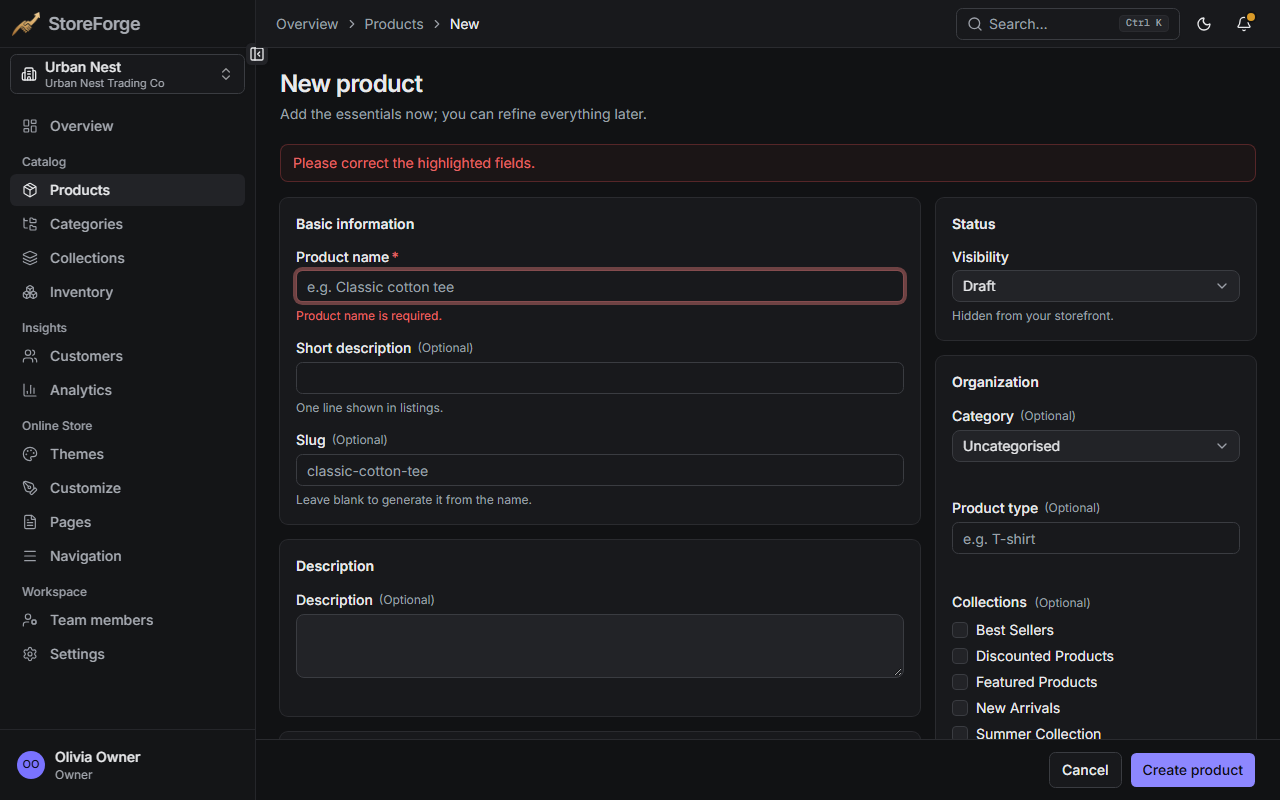 StoreForge
Overview > Products > New
Search...
Ctrl K
Urban Nest
Urban Nest Trading Co
Overview
Catalog
Products
Categories
Collections
Inventory
Insights
Customers
Analytics
Online Store
Themes
Customize
Pages
Navigation
Workspace
Team members
Settings
OO
Olivia Owner
Owner
New product
Add the essentials now; you can refine everything later.
Please correct the highlighted fields.
Basic information
Product name *
e.g. Classic cotton tee
Product name is required.
Short description (Optional)
One line shown in listings.
Slug (Optional)
classic-cotton-tee
Leave blank to generate it from the name.
Description
Description (Optional)
Status
Visibility
Draft
Hidden from your storefront.
Organization
Category (Optional)
Uncategorised
Product type (Optional)
e.g. T-shirt
Collections (Optional)
Best Sellers
Discounted Products
Featured Products
New Arrivals
Summer Collection
Cancel
Create product